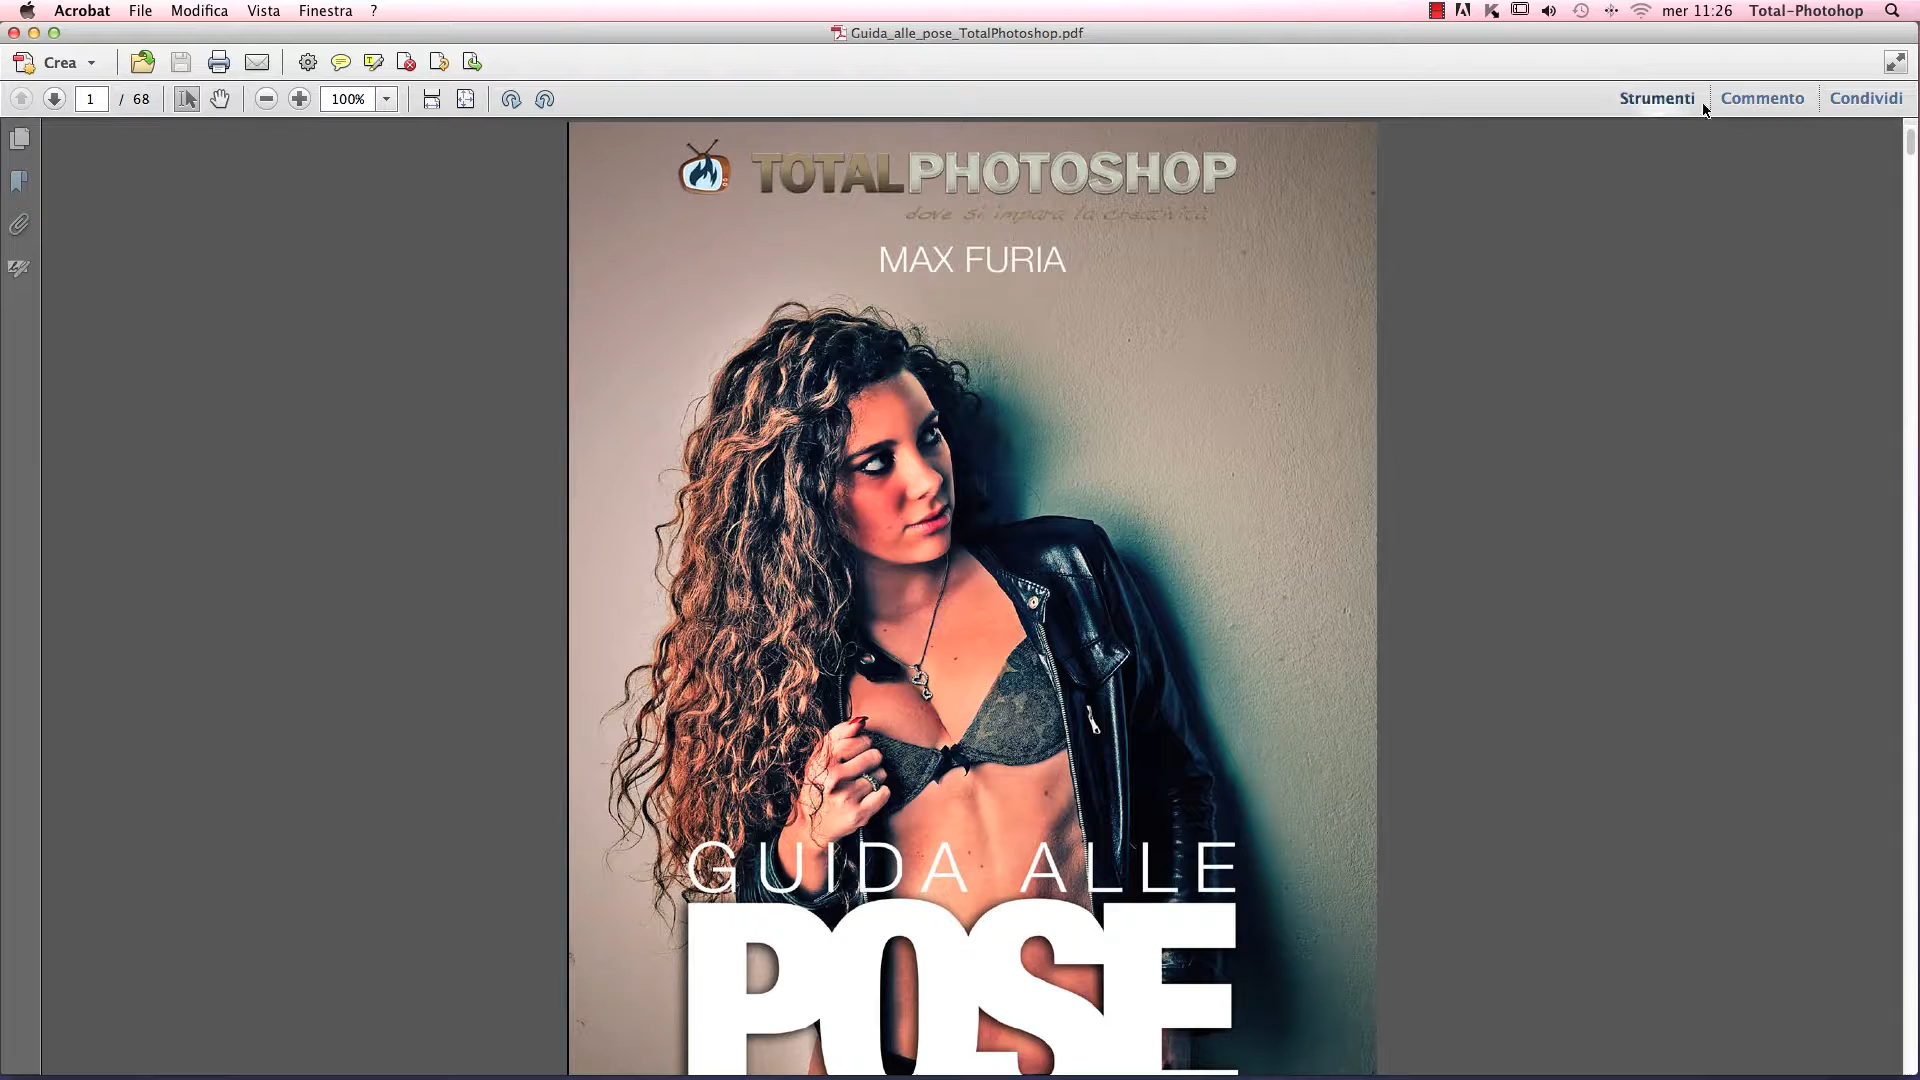 Acrobat File Modifica Vista Finestra ? mer 11:26 Total-Photohop
Guida_alle_pose_TotalPhotoshop.pdf
Crea
1 / 68 100% Strumenti Commento Condividi
TOTALPHOTOSHOP
dove si impara la creatività
MAX FURIA
GUIDA ALLE
POSE